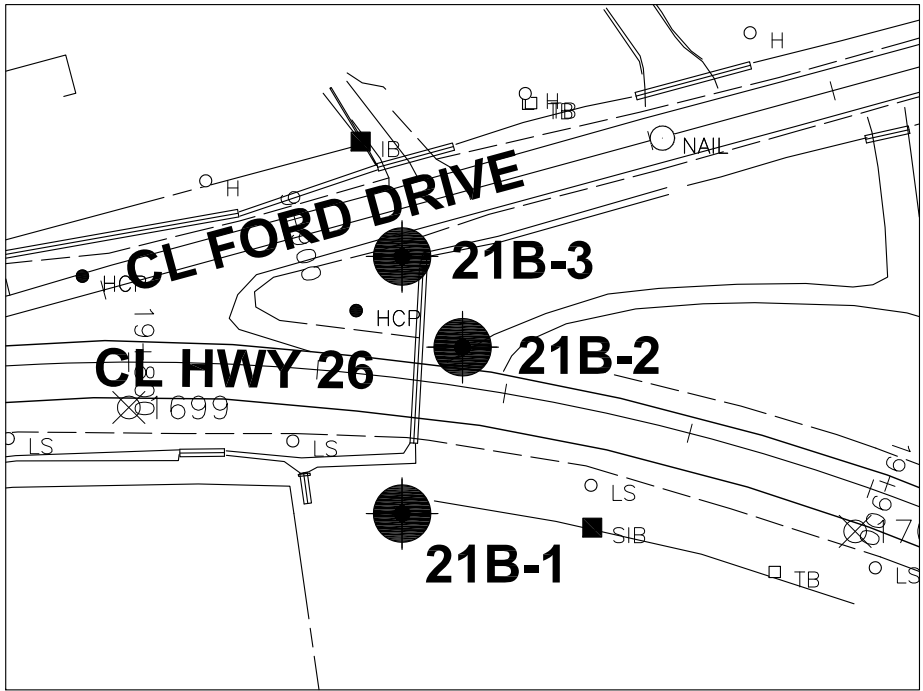 H
H
TB
IB
NAIL
H
CL FORD DRIVE
21B-3
HCP
HCP
21B-2
CL HWY 26
1699
LS
LS
LS
SIB
21B-1
TB
LS